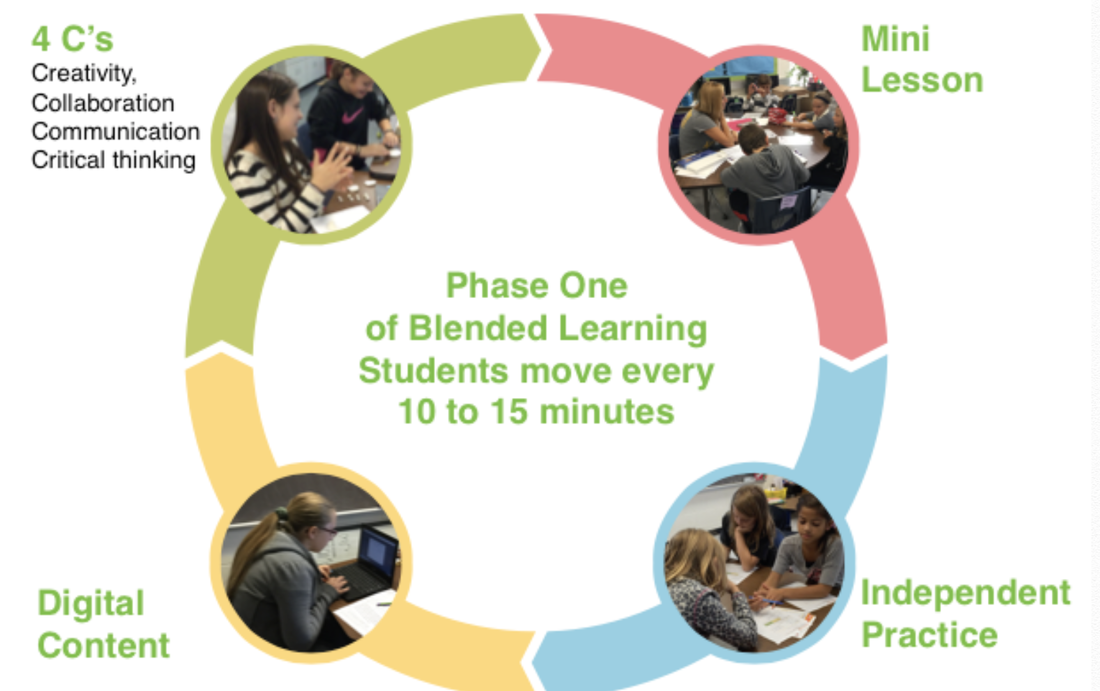 4 C's
Creativity,
Collaboration
Communication
Critical thinking
Mini
Lesson
Phase One
of Blended Learning
Students move every
10 to 15 minutes
Digital
Content
Independent
Practice